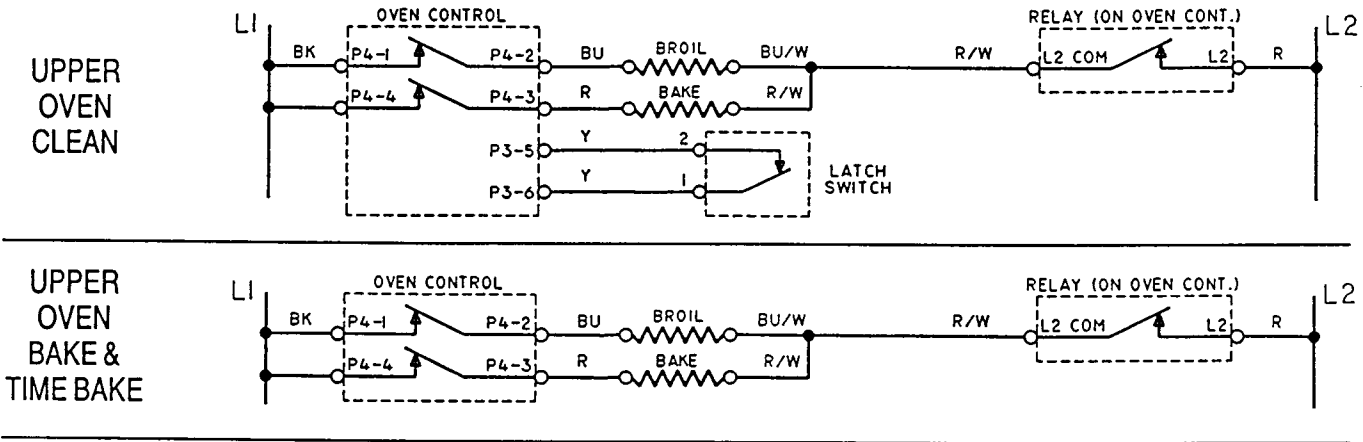 UPPER
OVEN
CLEAN
L1
OVEN CONTROL
RELAY (ON OVEN CONT.)
L2
BK
P4-1
P4-2
BU
BROIL
BU/W
R/W
L2 COM
L2
R
P4-4
P4-3
R
BAKE
R/W
P3-5
Y
2
P3-6
Y
1
LATCH
SWITCH
UPPER
OVEN
BAKE &
TIME BAKE
L1
OVEN CONTROL
RELAY (ON OVEN CONT.)
L2
BK
P4-1
P4-2
BU
BROIL
BU/W
R/W
L2 COM
L2
R
P4-4
P4-3
R
BAKE
R/W